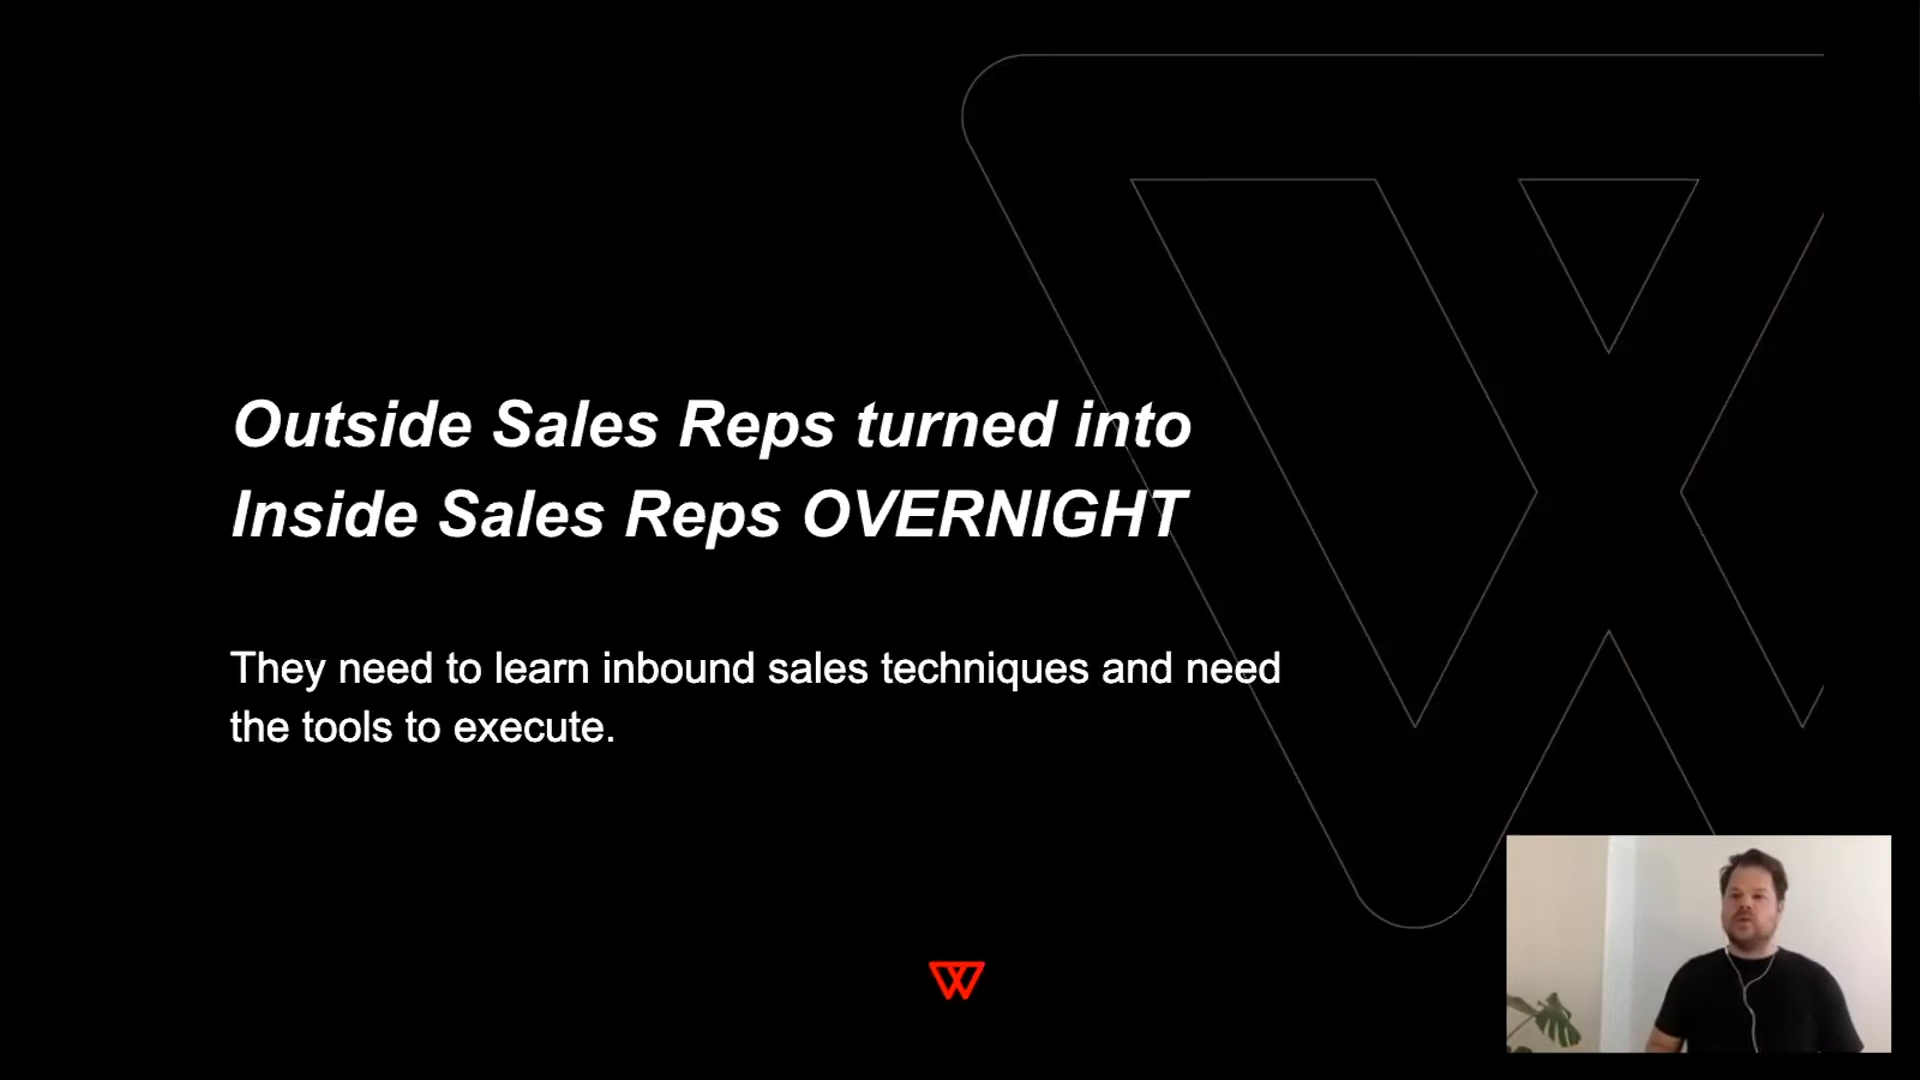 Outside Sales Reps turned into
Inside Sales Reps OVERNIGHT
They need to learn inbound sales techniques and need
the tools to execute.